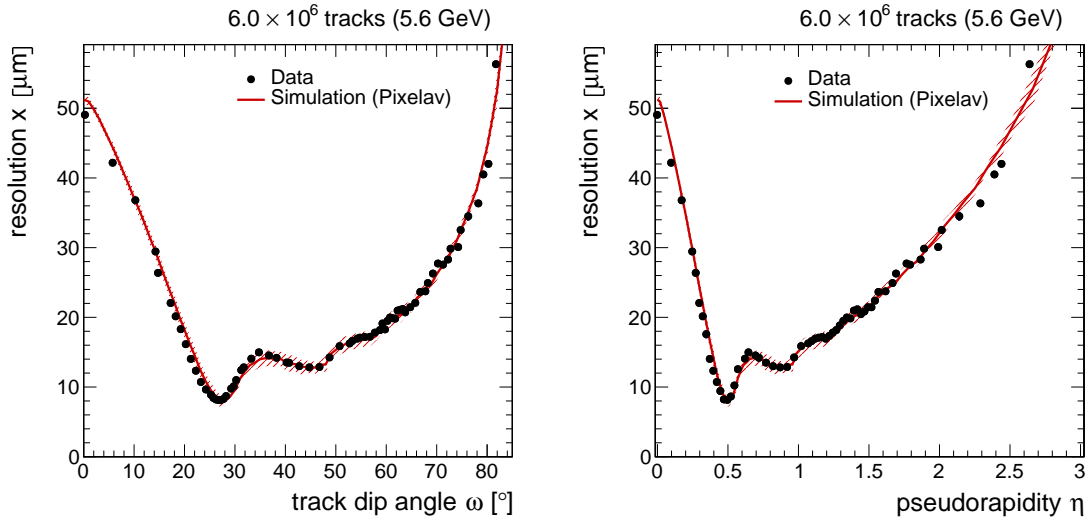 6.0 × 10⁶ tracks (5.6 GeV)
resolution x [μm]
Data
Simulation (Pixelav)
50
40
30
20
10
0
0 10 20 30 40 50 60 70 80
track dip angle ω [°]
6.0 × 10⁶ tracks (5.6 GeV)
resolution x [μm]
Data
Simulation (Pixelav)
50
40
30
20
10
0
0 0.5 1 1.5 2 2.5 3
pseudorapidity η